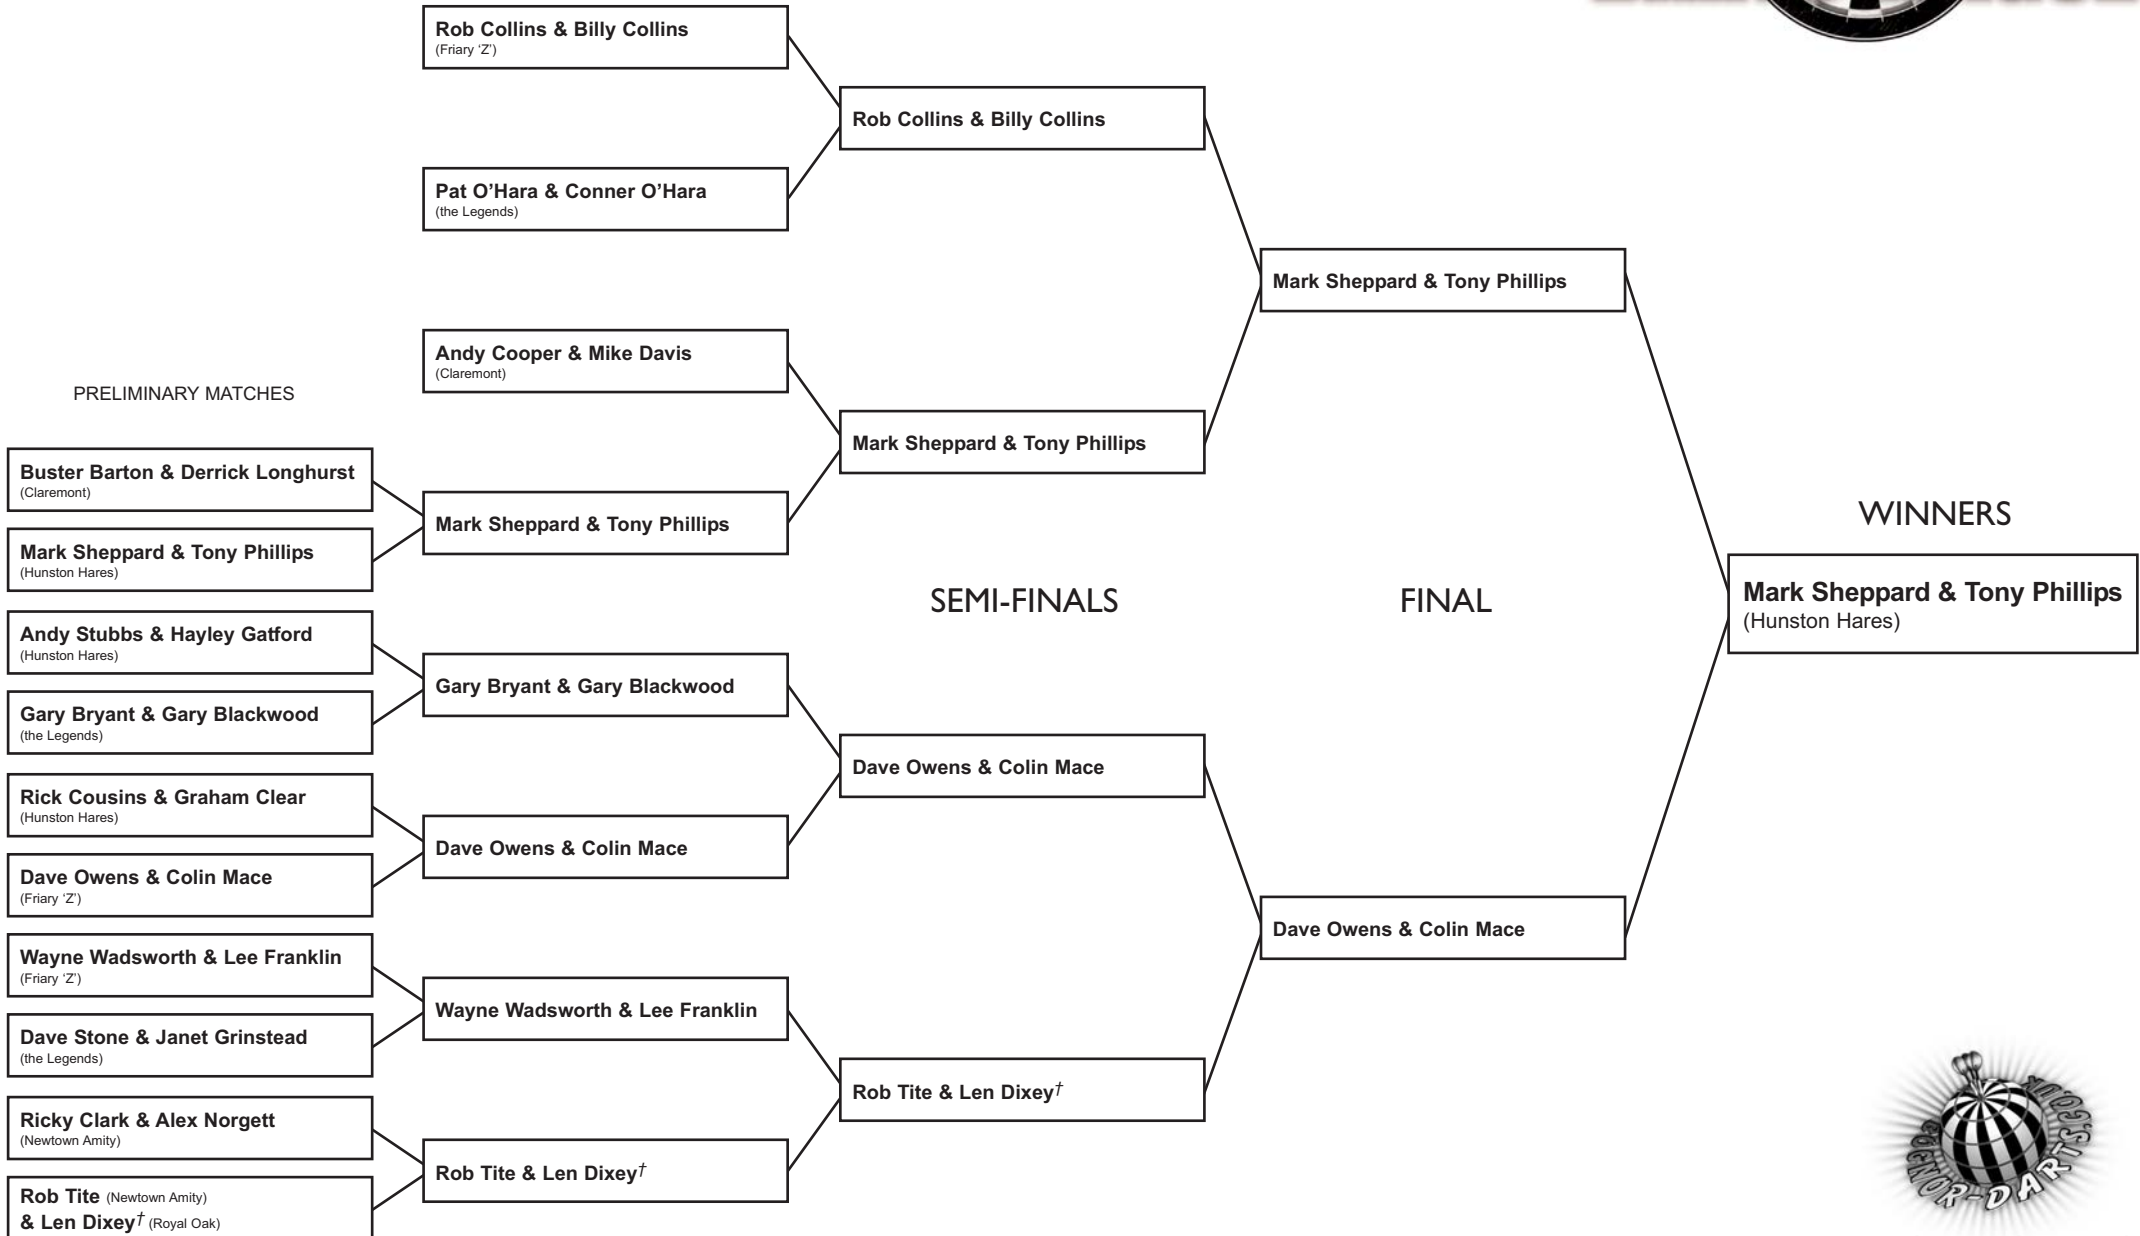 PRELIMINARY MATCHES
Buster Barton & Derrick Longhurst
(Claremont)
Mark Sheppard & Tony Phillips
(Hunston Hares)
Andy Stubbs & Hayley Gatford
(Hunston Hares)
Gary Bryant & Gary Blackwood
(the Legends)
Rick Cousins & Graham Clear
(Hunston Hares)
Dave Owens & Colin Mace
(Friary ‘Z’)
Wayne Wadsworth & Lee Franklin
(Friary ‘Z’)
Dave Stone & Janet Grinstead
(the Legends)
Ricky Clark & Alex Norgett
(Newtown Amity)
Rob Tite (Newtown Amity)
& Len Dixey† (Royal Oak)
Rob Collins & Billy Collins
(Friary ‘Z’)
Pat O’Hara & Conner O’Hara
(the Legends)
Andy Cooper & Mike Davis
(Claremont)
Mark Sheppard & Tony Phillips
Gary Bryant & Gary Blackwood
Dave Owens & Colin Mace
Wayne Wadsworth & Lee Franklin
Rob Tite & Len Dixey†
Rob Collins & Billy Collins
Mark Sheppard & Tony Phillips
SEMI-FINALS
Dave Owens & Colin Mace
Rob Tite & Len Dixey†
Mark Sheppard & Tony Phillips
FINAL
Dave Owens & Colin Mace
WINNERS
Mark Sheppard & Tony Phillips
(Hunston Hares)